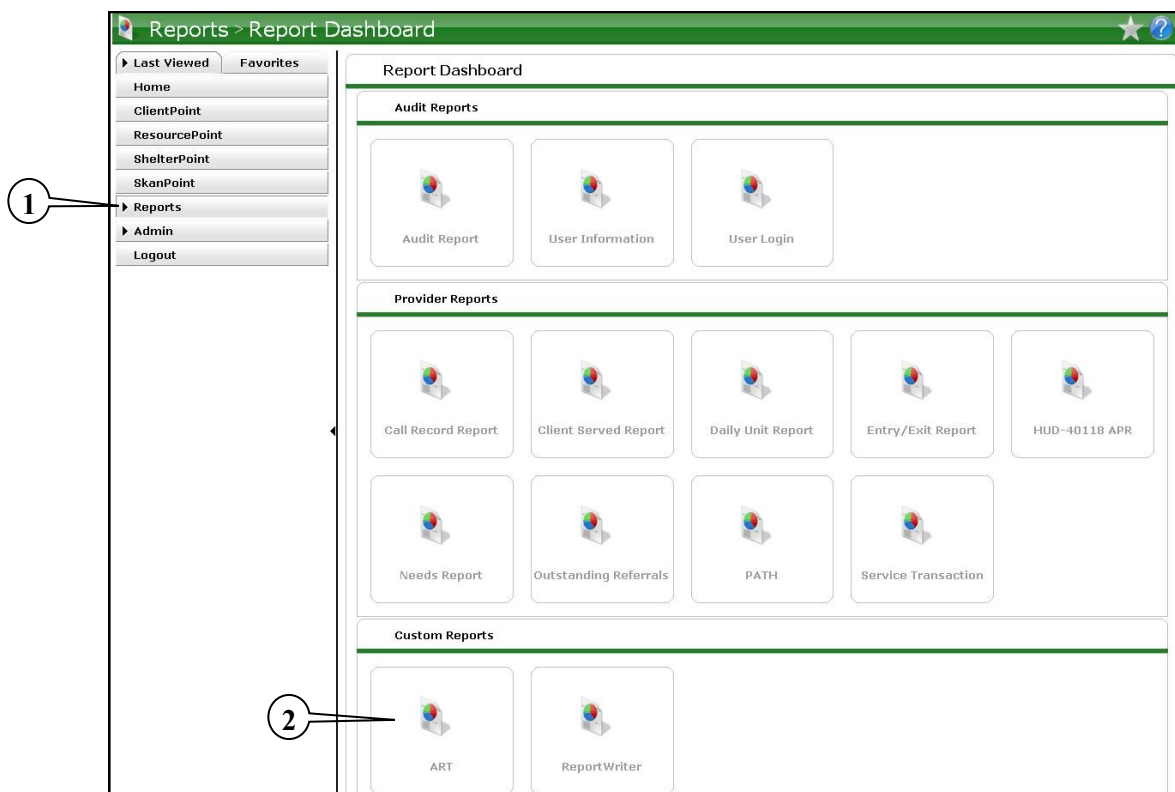 Reports > Report Dashboard
Last Viewed Favorites
Home
ClientPoint
ResourcePoint
ShelterPoint
SkanPoint
Reports
Admin
Logout
1
Report Dashboard
Audit Reports
Audit Report User Information User Login
Provider Reports
Call Record Report Client Served Report Daily Unit Report Entry/Exit Report HUD-40118 APR
Needs Report Outstanding Referrals PATH Service Transaction
Custom Reports
2
ART ReportWriter
?